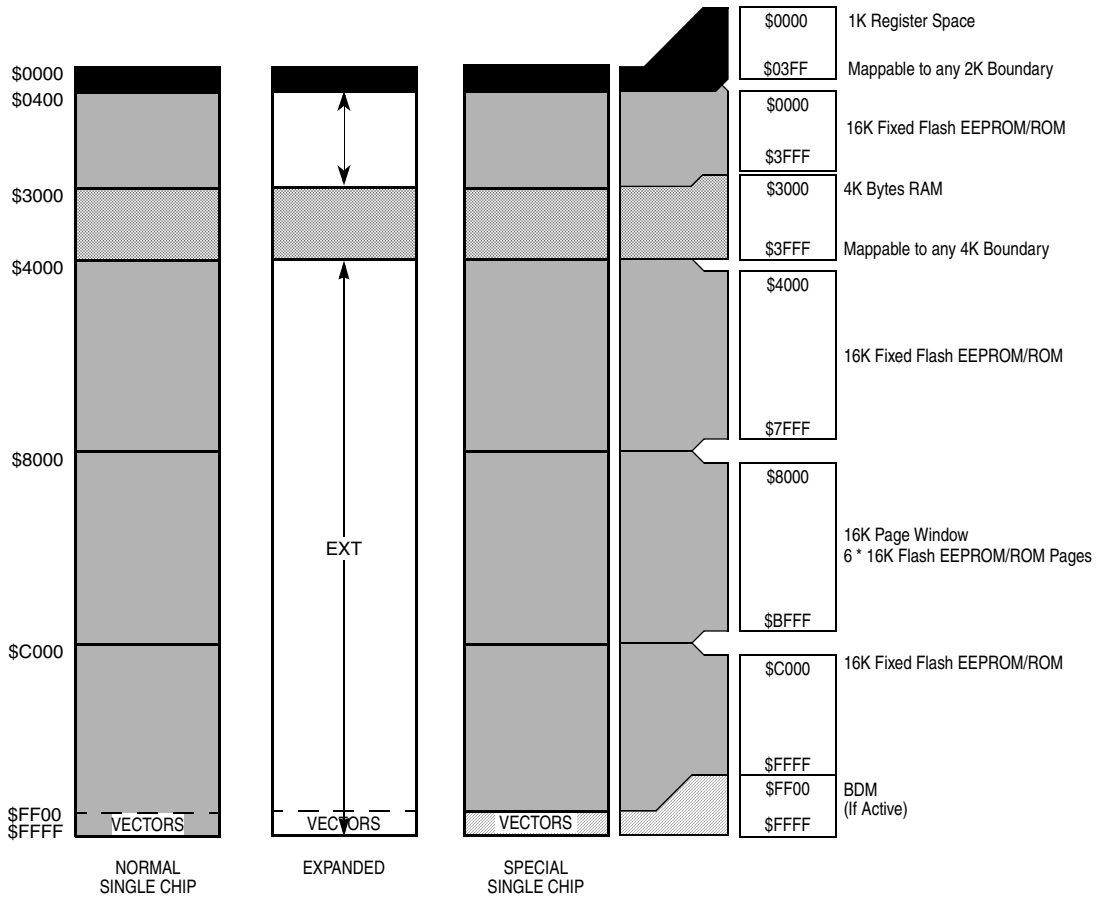 $0000
$0400
$3000
$4000
$8000
$C000
$FF00
$FFFF
VECTORS
NORMAL
SINGLE CHIP
EXT
VECTORS
EXPANDED
VECTORS
SPECIAL
SINGLE CHIP
$0000
1K Register Space
$03FF
Mappable to any 2K Boundary
$0000
16K Fixed Flash EEPROM/ROM
$3FFF
$3000
4K Bytes RAM
$3FFF
Mappable to any 4K Boundary
$4000
16K Fixed Flash EEPROM/ROM
$7FFF
$8000
16K Page Window
6 * 16K Flash EEPROM/ROM Pages
$BFFF
$C000
16K Fixed Flash EEPROM/ROM
$FFFF
$FF00
BDM
(If Active)
$FFFF